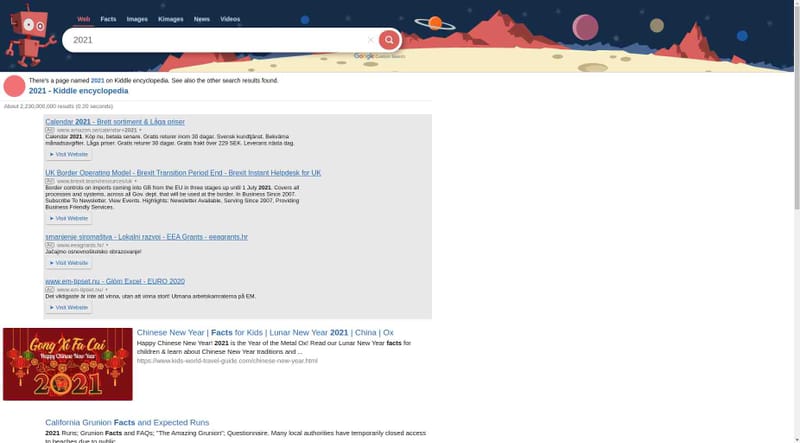 Web Facts Images Kimages News Videos
2021
Google Custom Search
There's a page named 2021 on Kiddle encyclopedia. See also the other search results found.
2021 - Kiddle encyclopedia
About 2,230,000,000 results (0.20 seconds)
Calendar 2021 - Brett sortiment & Låga priser
Ad www.amazon.se/calendar+2021
Calendar 2021. Köp nu, betala senare. Gratis returer inom 30 dagar. Svensk kundtjänst. Bekväma
månadsavgifter. Låga priser. Gratis returer 30 dagar. Gratis frakt över 229 SEK. Leverans nästa dag.
➤ Visit Website
UK Border Operating Model - Brexit Transition Period End - Brexit Instant Helpdesk for UK
Ad www.brexit.team/resources/uk
Border controls on imports coming into GB from the EU in three stages up until 1 July 2021. Covers all
processes and systems, across all Gov. dept. that will be used at the border. In Business Since 2007.
Subscribe To Newsletter. View Events. Highlights: Newsletter Available, Serving Since 2007, Providing
Business Friendly Services.
➤ Visit Website
smanjenje siromaštva - Lokalni razvoj - EEA Grants - eeagrants.hr
Ad www.eeagrants.hr/
Jačajmo osnovnoškolsko obrazovanje!
➤ Visit Website
www.em-tipset.nu - Glöm Excel - EURO 2020
Ad www.em-tipset.nu/
Det viktigaste är inte att vinna, utan att vinna stort! Utmana arbetskamraterna på EM.
➤ Visit Website
Gong Xi Fa Cai
Happy Chinese New Year
2021
Chinese New Year | Facts for Kids | Lunar New Year 2021 | China | Ox
Happy Chinese New Year! 2021 is the Year of the Metal Ox! Read our Lunar New Year facts for
children & learn about Chinese New Year traditions and ...
https://www.kids-world-travel-guide.com/chinese-new-year.html
California Grunion Facts and Expected Runs
2021 Runs; Grunion Facts and FAQs; "The Amazing Grunion"; Questionnaire. Many local authorities have temporarily closed access
to beaches due to public